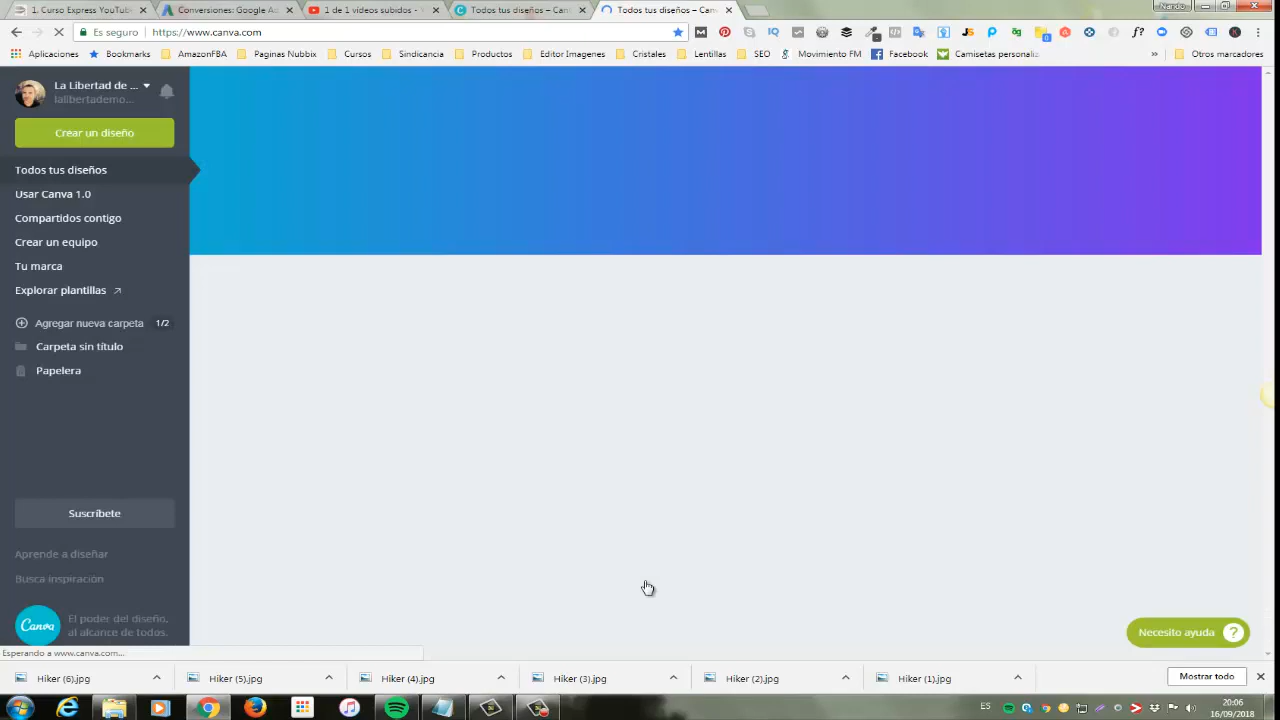 1. Curso Express YouTub
Conversiones: Google Ad
1 de 1 vídeos subidos -
Todos tus diseños – Can
Todos tus diseños – Can
Nando
Es seguro
https://www.canva.com
Aplicaciones
Bookmarks
AmazonFBA
Paginas Nubbix
Cursos
Sindicancia
Productos
Editor Imagenes
Cristales
Lentillas
SEO
Movimiento FM
Facebook
Camisetas personali
»
Otros marcadores
La Libertad de ...
lalibertademo...
Crear un diseño
Todos tus diseños
Usar Canva 1.0
Compartidos contigo
Crear un equipo
Tu marca
Explorar plantillas
Agregar nueva carpeta 1/2
Carpeta sin título
Papelera
Suscríbete
Aprende a diseñar
Busca inspiración
Canva
El poder del diseño,
al alcance de todos.
Necesito ayuda ?
Esperando a www.canva.com...
Hiker (6).jpg
Hiker (5).jpg
Hiker (4).jpg
Hiker (3).jpg
Hiker (2).jpg
Hiker (1).jpg
Mostrar todo
ES
20:06
16/09/2018